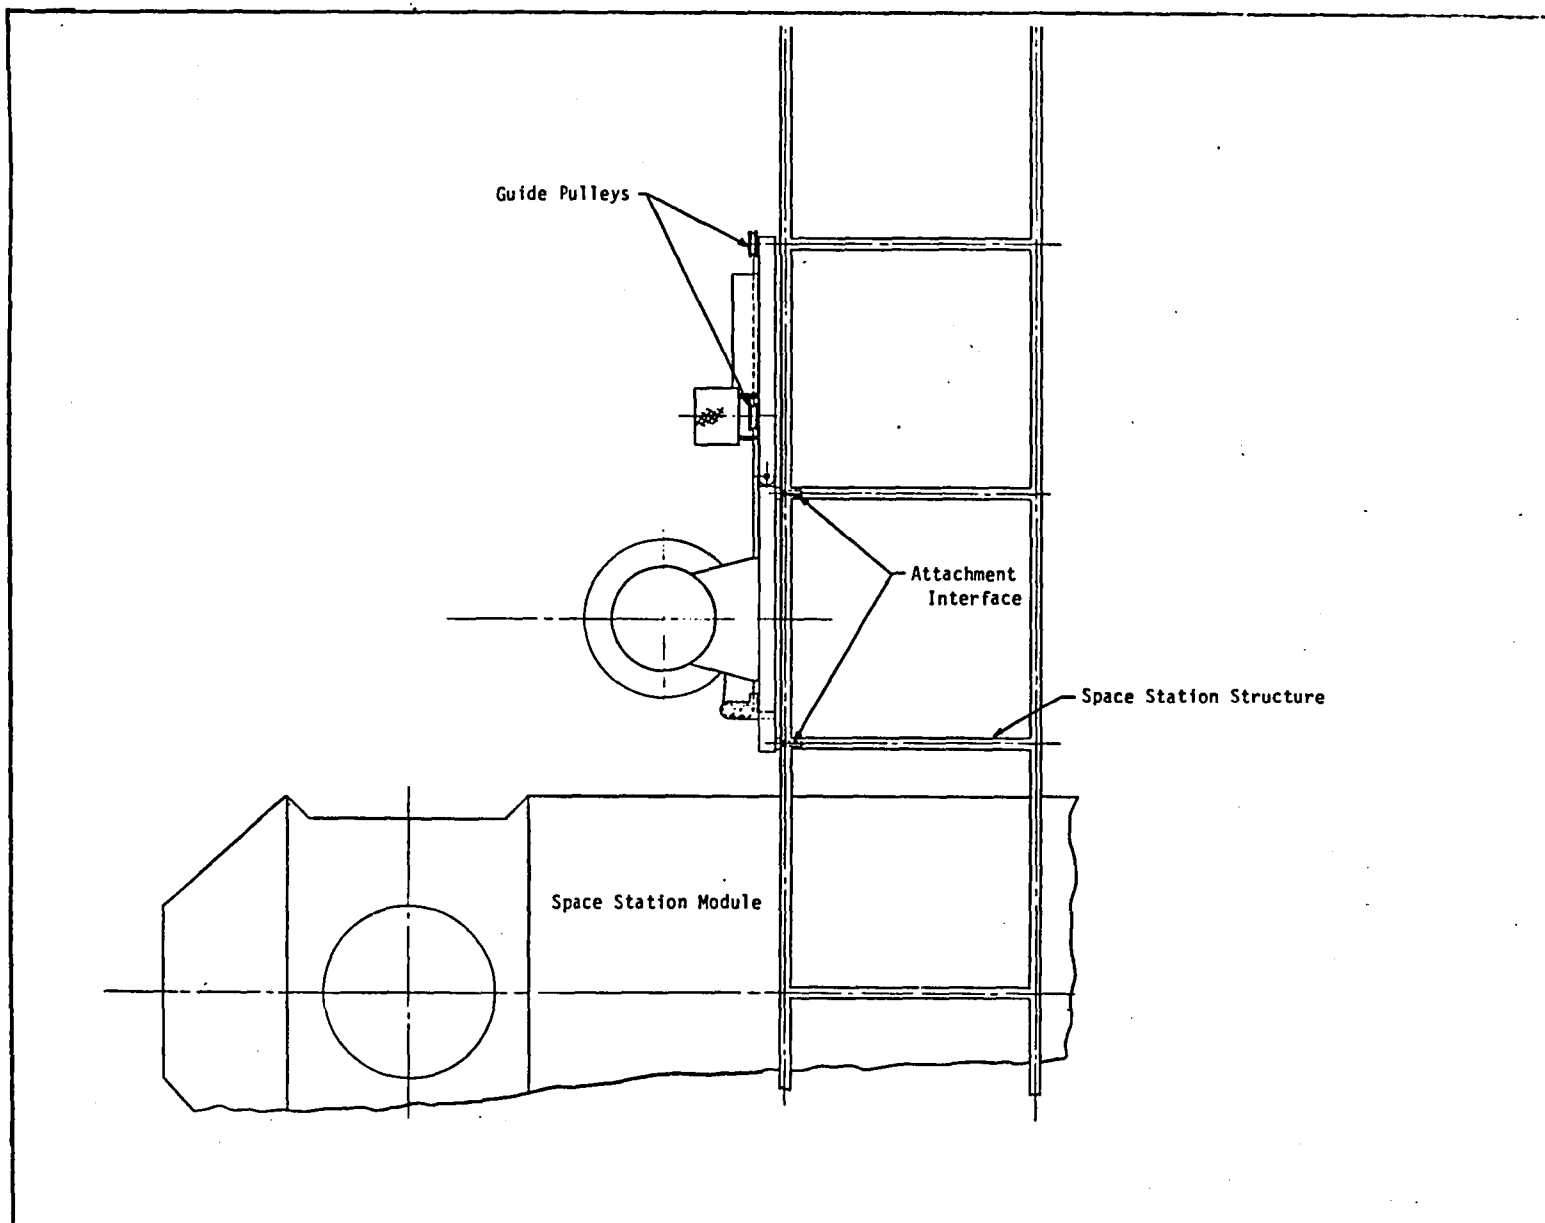 Guide Pulleys
Attachment
Interface
Space Station Structure
Space Station Module